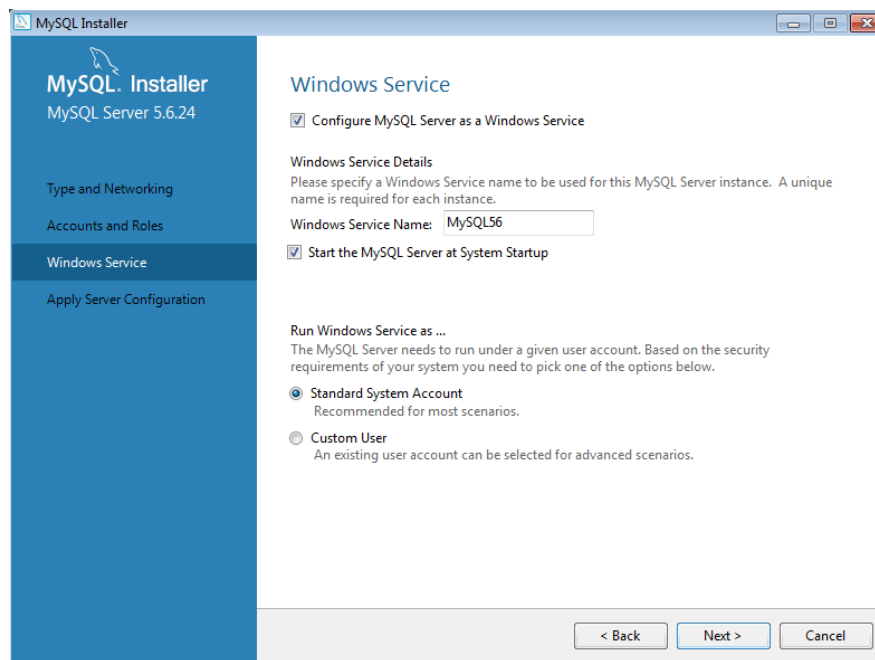 MySQL Installer
MySQL. Installer
MySQL Server 5.6.24
Type and Networking
Accounts and Roles
Windows Service
Apply Server Configuration
Windows Service
Configure MySQL Server as a Windows Service
Windows Service Details
Please specify a Windows Service name to be used for this MySQL Server instance. A unique
name is required for each instance.
Windows Service Name: MySQL56
Start the MySQL Server at System Startup
Run Windows Service as ...
The MySQL Server needs to run under a given user account. Based on the security
requirements of your system you need to pick one of the options below.
Standard System Account
Recommended for most scenarios.
Custom User
An existing user account can be selected for advanced scenarios.
< Back Next > Cancel